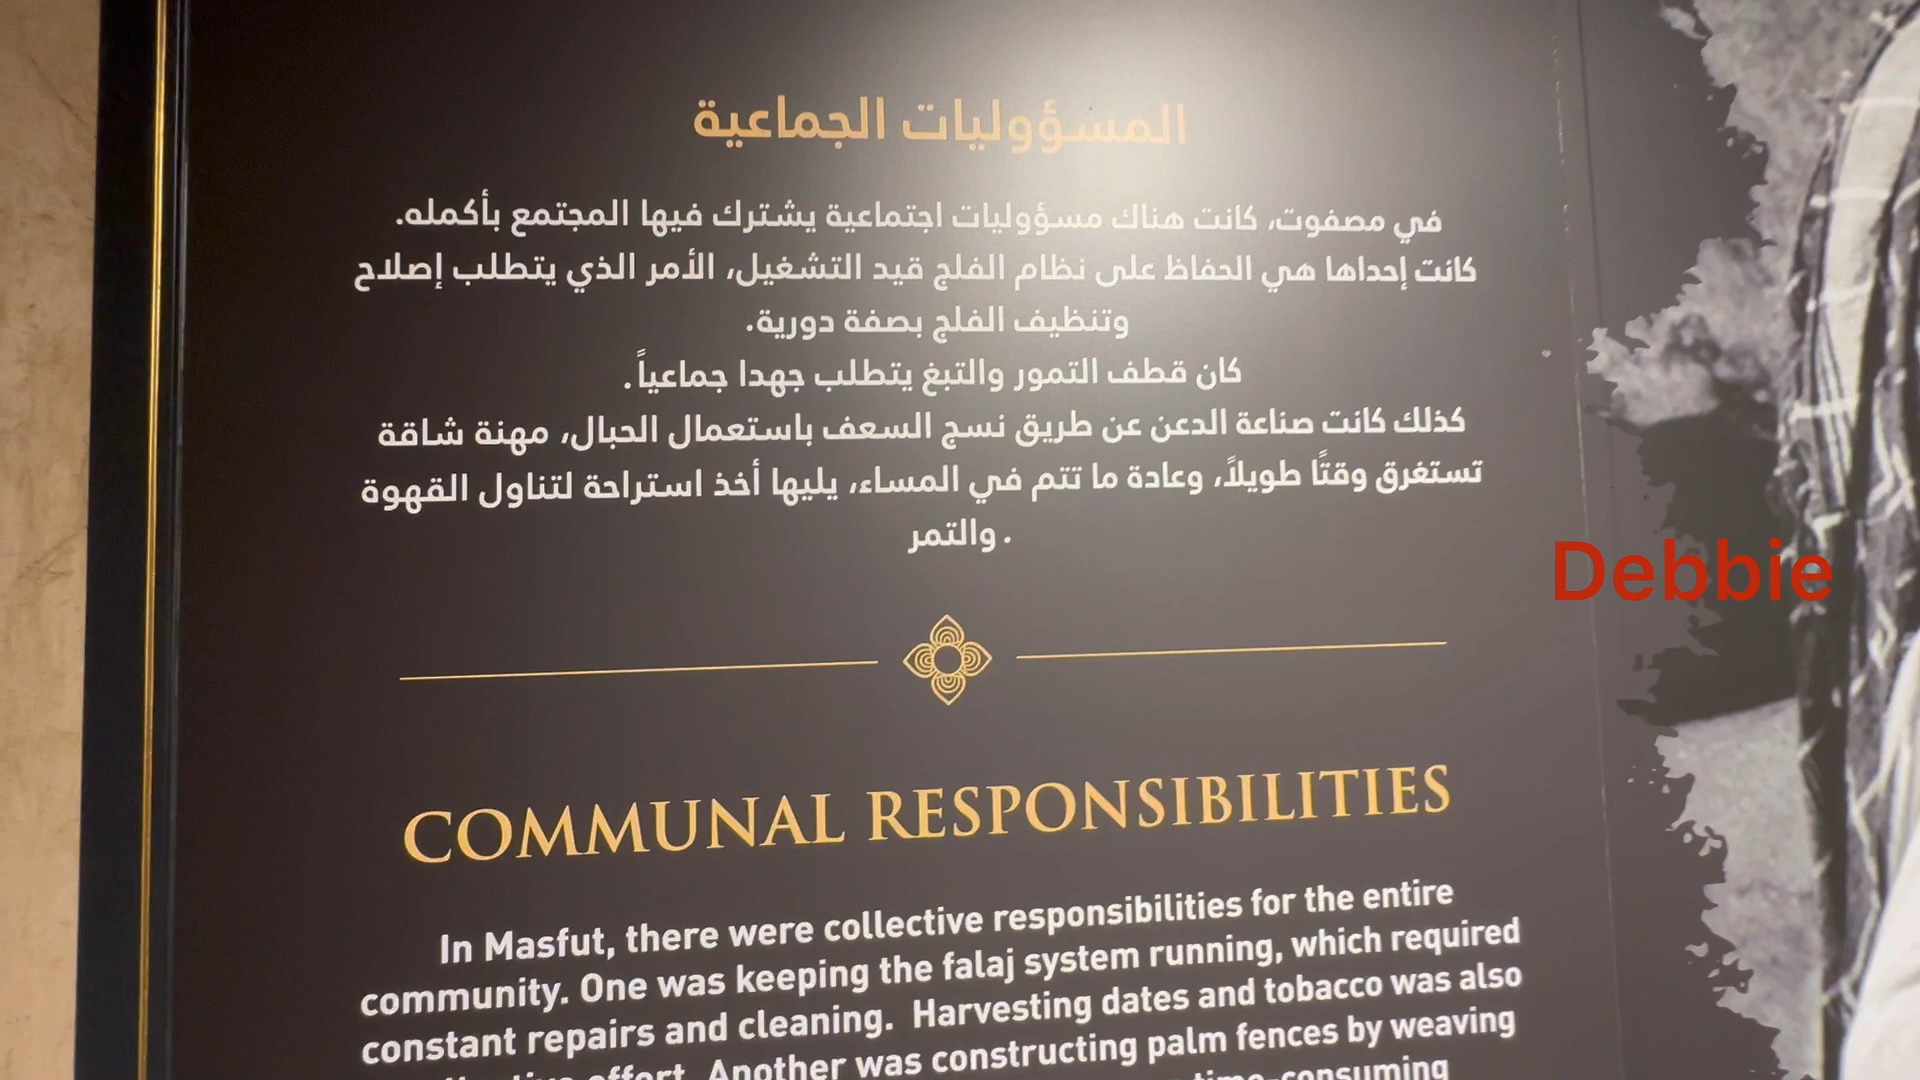 المسؤوليات الجماعية
في مصفوت، كانت هناك مسؤوليات اجتماعية يشترك فيها المجتمع بأكمله.
كانت إحداها هي الحفاظ على نظام الفلج قيد التشغيل، الأمر الذي يتطلب إصلاح
وتنظيف الفلج بصفة دورية.
كان قطف التمور والتبغ يتطلب جهدا جماعياً.
كذلك كانت صناعة الدعن عن طريق نسج السعف باستعمال الحبال، مهنة شاقة
تستغرق وقتًا طويلاً، وعادة ما تتم في المساء، يليها أخذ استراحة لتناول القهوة
. والتمر
Debbie
COMMUNAL RESPONSIBILITIES
In Masfut, there were collective responsibilities for the entire
community. One was keeping the falaj system running, which required
constant repairs and cleaning. Harvesting dates and tobacco was also
effort. Another was constructing palm fences by weaving
time-consuming